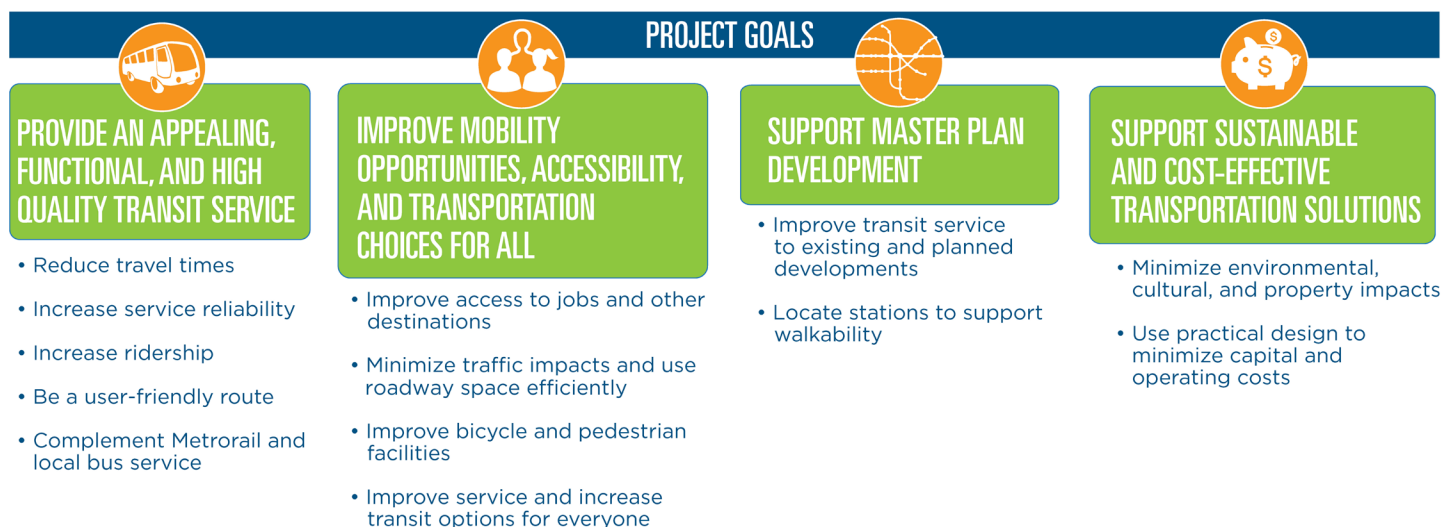 PROJECT GOALS
PROVIDE AN APPEALING,
FUNCTIONAL, AND HIGH
QUALITY TRANSIT SERVICE
• Reduce travel times
• Increase service reliability
• Increase ridership
• Be a user-friendly route
• Complement Metrorail and
local bus service
IMPROVE MOBILITY
OPPORTUNITIES, ACCESSIBILITY,
AND TRANSPORTATION
CHOICES FOR ALL
• Improve access to jobs and other
destinations
• Minimize traffic impacts and use
roadway space efficiently
• Improve bicycle and pedestrian
facilities
• Improve service and increase
transit options for everyone
SUPPORT MASTER PLAN
DEVELOPMENT
• Improve transit service
to existing and planned
developments
• Locate stations to support
walkability
$
$
SUPPORT SUSTAINABLE
AND COST-EFFECTIVE
TRANSPORTATION SOLUTIONS
• Minimize environmental,
cultural, and property impacts
• Use practical design to
minimize capital and
operating costs